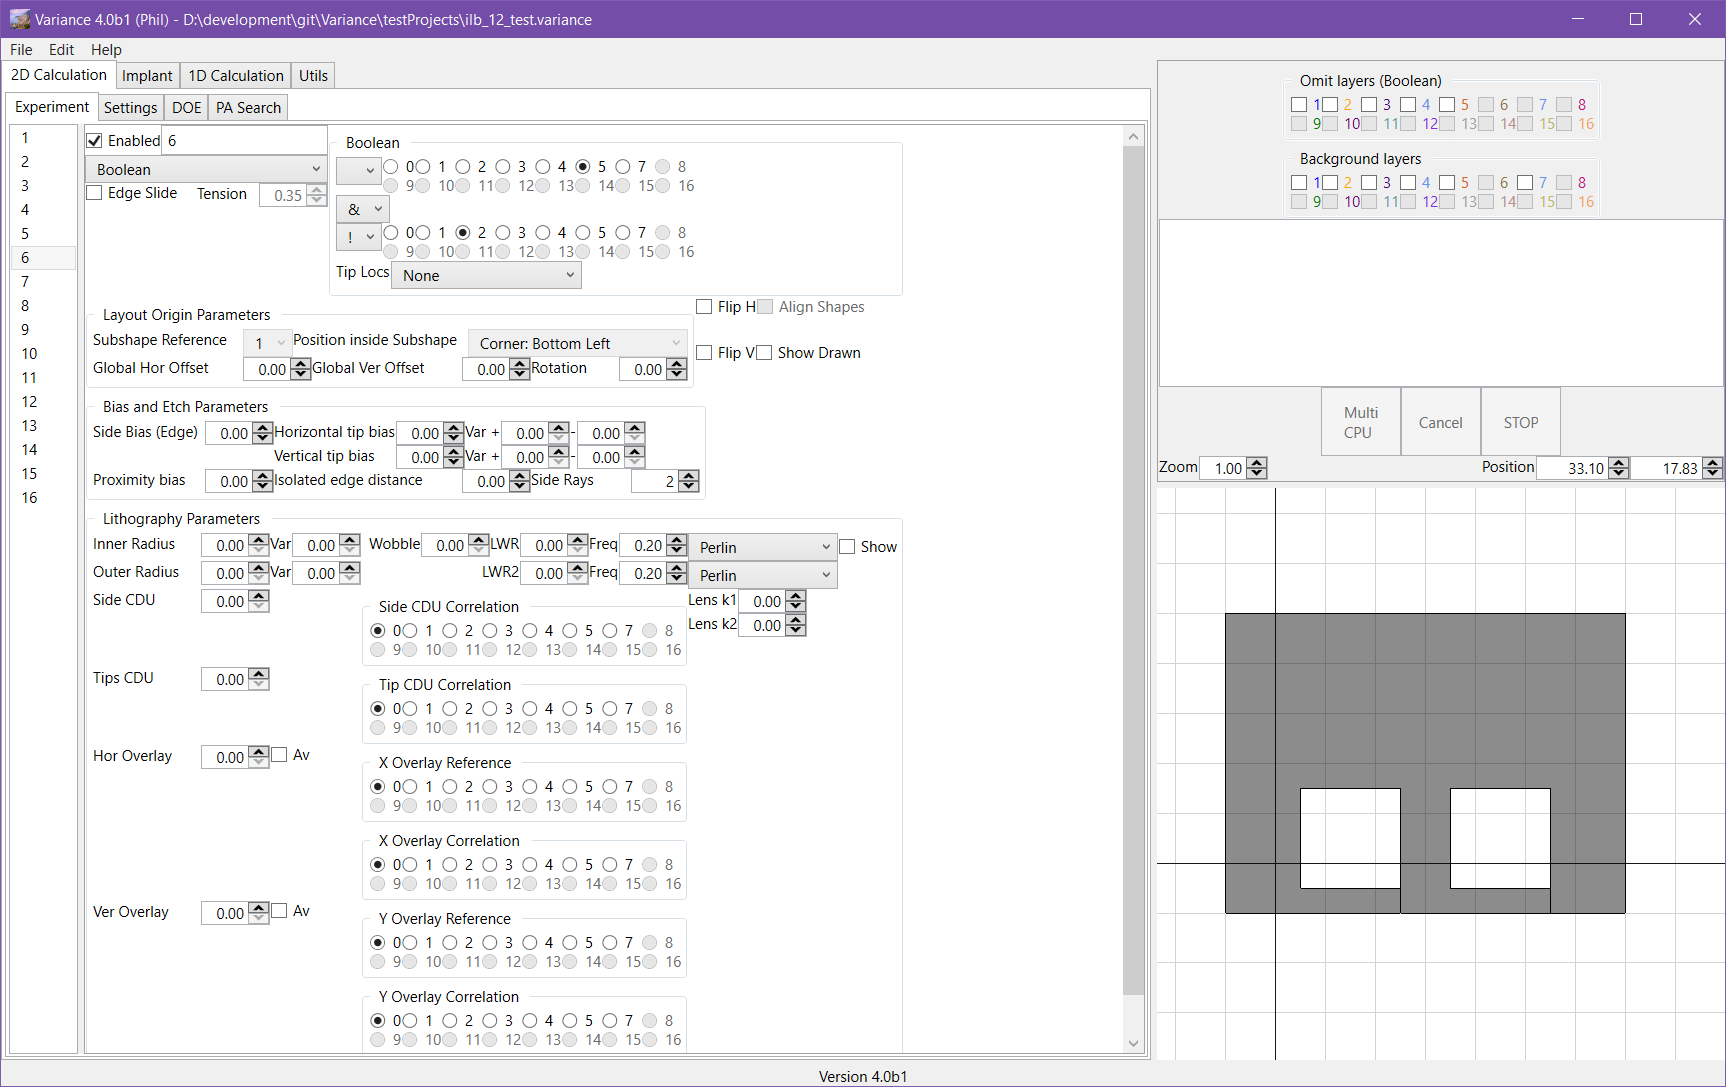 Variance 4.0b1 (Phil) - D:\development\git\Variance\testProjects\ilb_12_test.variance
File Edit Help
2D Calculation Implant 1D Calculation Utils
Experiment Settings DOE PA Search
1
2
3
4
5
6
7
8
9
10
11
12
13
14
15
16
Enabled 6
Boolean
Edge Slide Tension 0.35
Boolean
0 1 2 3 4 5 7 8
9 10 11 12 13 14 15 16
&
! 0 1 2 3 4 5 7 8
9 10 11 12 13 14 15 16
Tip Locs None
Layout Origin Parameters
Subshape Reference 1 Position inside Subshape Corner: Bottom Left
Global Hor Offset 0.00 Global Ver Offset 0.00 Rotation 0.00
Flip H Align Shapes
Flip V Show Drawn
Bias and Etch Parameters
Side Bias (Edge) 0.00 Horizontal tip bias 0.00 Var + 0.00 - 0.00
Vertical tip bias 0.00 Var + 0.00 - 0.00
Proximity bias 0.00 Isolated edge distance 0.00 Side Rays 2
Lithography Parameters
Inner Radius 0.00 Var 0.00 Wobble 0.00 LWR 0.00 Freq 0.20 Perlin Show
Outer Radius 0.00 Var 0.00 LWR2 0.00 Freq 0.20 Perlin
Side CDU 0.00
Side CDU Correlation
0 1 2 3 4 5 7 8
9 10 11 12 13 14 15 16
Lens k1 0.00
Lens k2 0.00
Tips CDU 0.00
Tip CDU Correlation
0 1 2 3 4 5 7 8
9 10 11 12 13 14 15 16
Hor Overlay 0.00 Av
X Overlay Reference
0 1 2 3 4 5 7 8
9 10 11 12 13 14 15 16
X Overlay Correlation
0 1 2 3 4 5 7 8
9 10 11 12 13 14 15 16
Ver Overlay 0.00 Av
Y Overlay Reference
0 1 2 3 4 5 7 8
9 10 11 12 13 14 15 16
Y Overlay Correlation
0 1 2 3 4 5 7 8
9 10 11 12 13 14 15 16
Omit layers (Boolean)
1 2 3 4 5 6 7 8
9 10 11 12 13 14 15 16
Background layers
1 2 3 4 5 6 7 8
9 10 11 12 13 14 15 16
Multi CPU Cancel STOP
Zoom 1.00 Position 33.10 17.83
Version 4.0b1